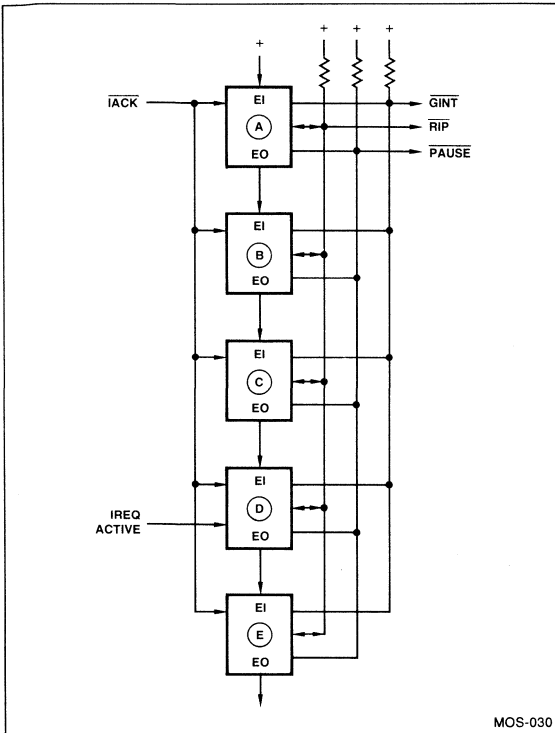 + + + +
IACK
EI
A
EO
GINT
RIP
PAUSE
EI
B
EO
EI
C
EO
IREQ
ACTIVE
EI
D
EO
EI
E
EO
MOS-030